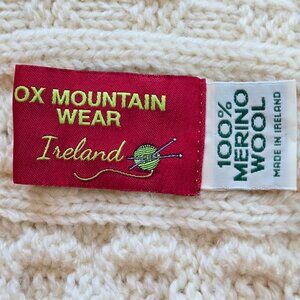 OX MOUNTAIN
WEAR
Ireland
100%
MERINO
WOOL
MADE IN IRELAND